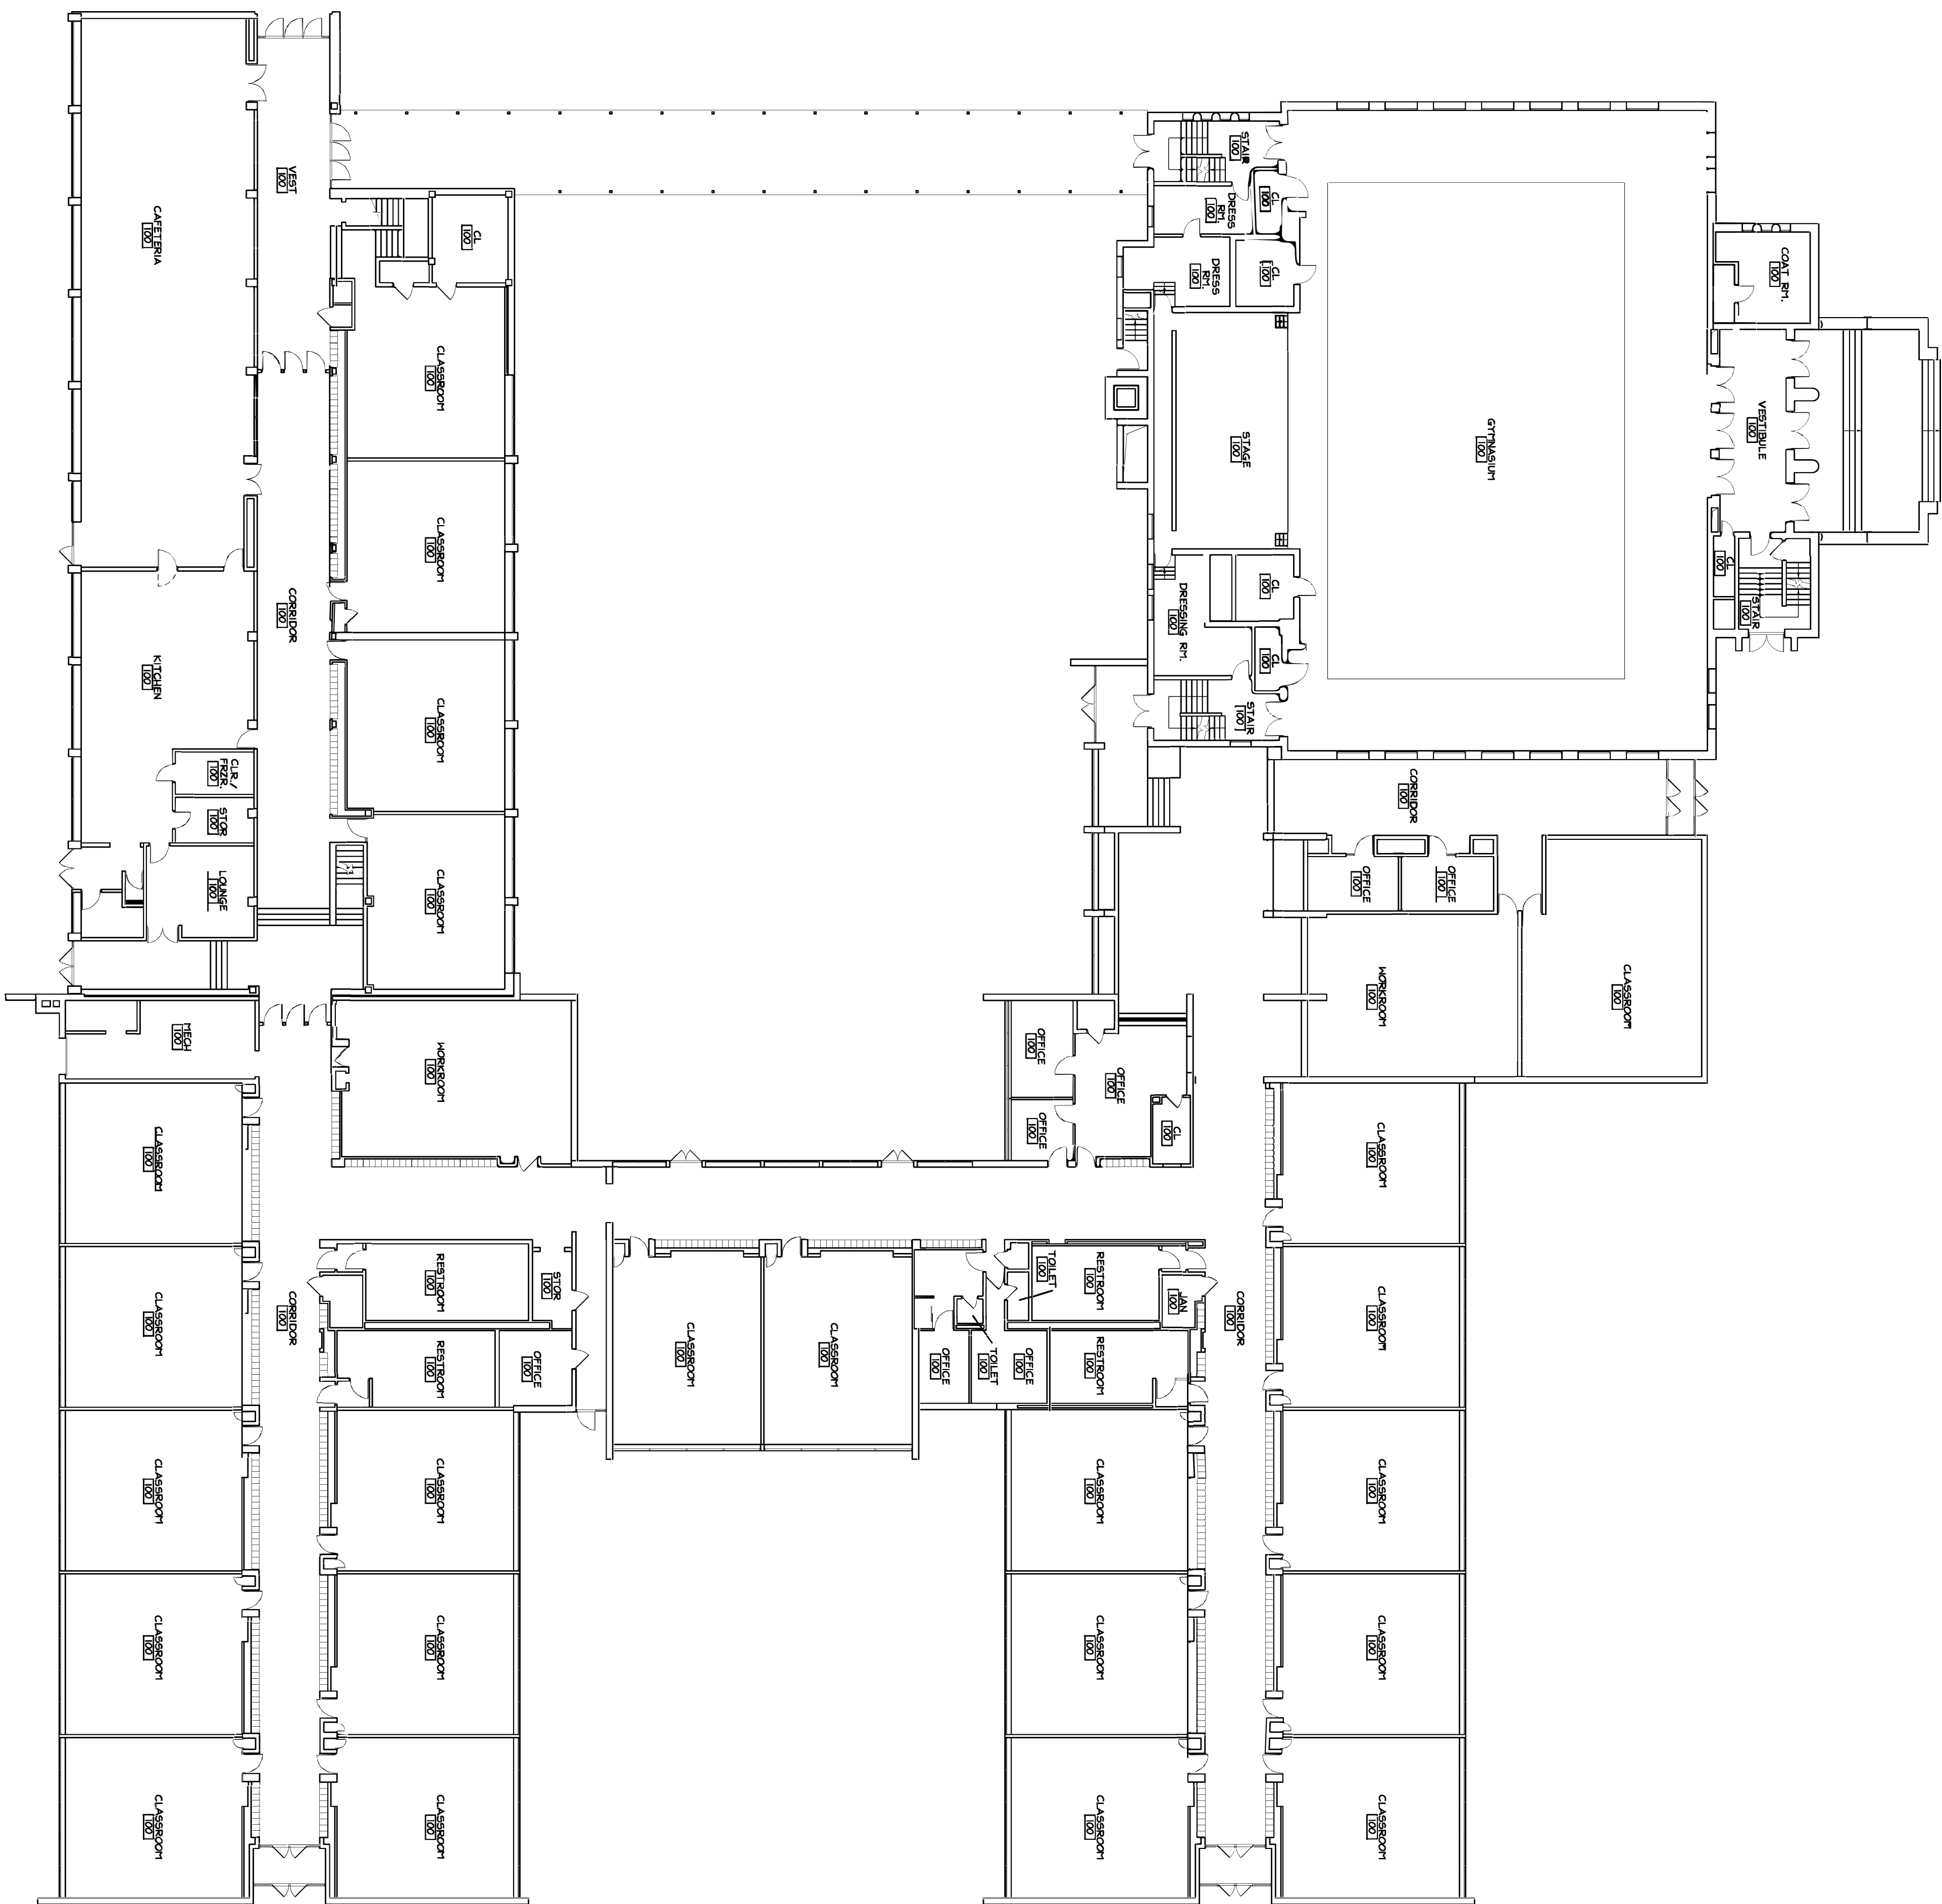 CAFETERIA
100
VEST
100
CL
100
STAIR
100
DRESS
RM.
100
CL
100
DRESS
RM.
100
CL
100
COAT RM.
100
CLASSROOM
100
STAGE
100
GYMNASIUM
100
VESTIBULE
100
CLASSROOM
100
CORRIDOR
100
KITCHEN
100
CL
100
DRESSING RM.
100
CL
100
CL
100
STAIR
100
STAIR
100
CLASSROOM
100
CLR./
FRZR.
100
STOR
100
LOUNGE
100
CLASSROOM
100
CORRIDOR
100
OFFICE
100
OFFICE
100
WORKROOM
100
CLASSROOM
100
MECH
100
WORKROOM
100
OFFICE
100
OFFICE
100
OFFICE
100
CL
100
CLASSROOM
100
CLASSROOM
100
CLASSROOM
100
CORRIDOR
100
RESTROOM
100
STOR
100
RESTROOM
100
OFFICE
100
CLASSROOM
100
CLASSROOM
100
TOILET
100
RESTROOM
100
JAN
100
CORRIDOR
100
OFFICE
100
TOILET
100
OFFICE
100
RESTROOM
100
CLASSROOM
100
CLASSROOM
100
CLASSROOM
100
CLASSROOM
100
CLASSROOM
100
CLASSROOM
100
CLASSROOM
100
CLASSROOM
100
CLASSROOM
100
CLASSROOM
100
CLASSROOM
100
CLASSROOM
100
CLASSROOM
100